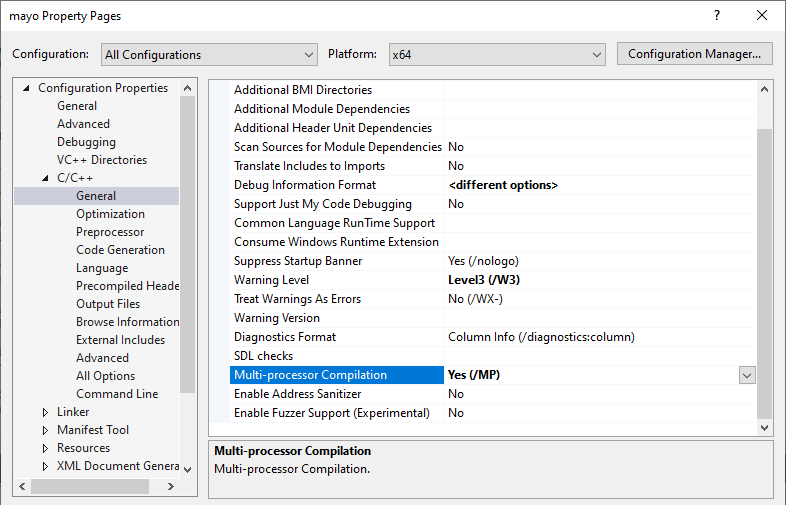 mayo Property Pages
Configuration: All Configurations Platform: x64 Configuration Manager...
Configuration Properties
General
Advanced
Debugging
VC++ Directories
C/C++
General
Optimization
Preprocessor
Code Generation
Language
Precompiled Heade
Output Files
Browse Information
External Includes
Advanced
All Options
Command Line
Linker
Manifest Tool
Resources
XML Document Genera
Additional BMI Directories
Additional Module Dependencies
Additional Header Unit Dependencies
Scan Sources for Module Dependencies No
Translate Includes to Imports No
Debug Information Format <different options>
Support Just My Code Debugging No
Common Language RunTime Support
Consume Windows Runtime Extension
Suppress Startup Banner Yes (/nologo)
Warning Level Level3 (/W3)
Treat Warnings As Errors No (/WX-)
Warning Version
Diagnostics Format Column Info (/diagnostics:column)
SDL checks
Multi-processor Compilation Yes (/MP)
Enable Address Sanitizer No
Enable Fuzzer Support (Experimental) No
Multi-processor Compilation
Multi-processor Compilation.